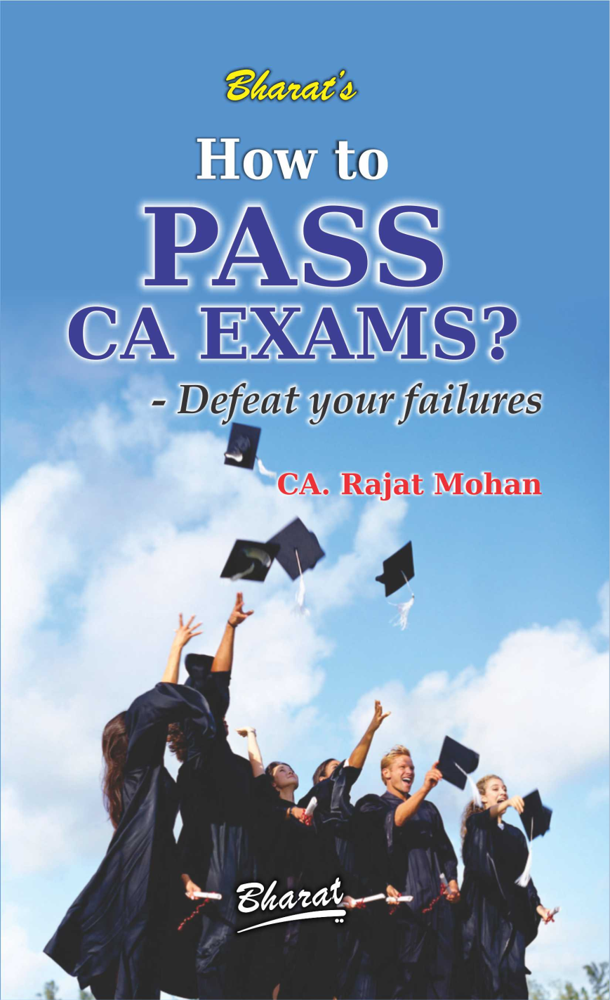 Bharat's
How to
PASS
CA EXAMS?
- Defeat your failures
CA. Rajat Mohan
Bharat